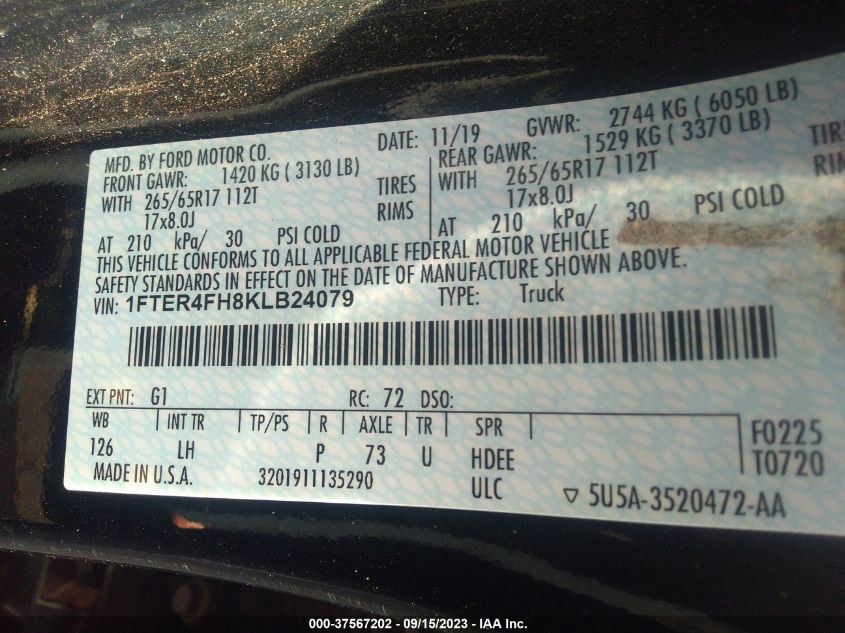 MFD. BY FORD MOTOR CO. DATE: 11/19 GVWR: 2744 KG ( 6050 LB)
FRONT GAWR: 1420 KG ( 3130 LB) REAR GAWR: 1529 KG ( 3370 LB)
WITH 265/65R17 112T TIRES WITH 265/65R17 112T TIRE
17x8.0J RIMS 17x8.0J RIM
AT 210 kPa/ 30 PSI COLD AT 210 kPa/ 30 PSI COLD
THIS VEHICLE CONFORMS TO ALL APPLICABLE FEDERAL MOTOR VEHICLE
SAFETY STANDARDS IN EFFECT ON THE DATE OF MANUFACTURE SHOWN ABOVE.
VIN: 1FTER4FH8KLB24079 TYPE: Truck
EXT PNT: G1 RC: 72 DSO:
WB INT TR TP/PS R AXLE TR SPR F0225
126 LH P 73 U HDEE T0720
MADE IN U.S.A. 3201911135290 ULC ▽ 5U5A-3520472-AA
000-37567202 - 09/15/2023 - IAA Inc.